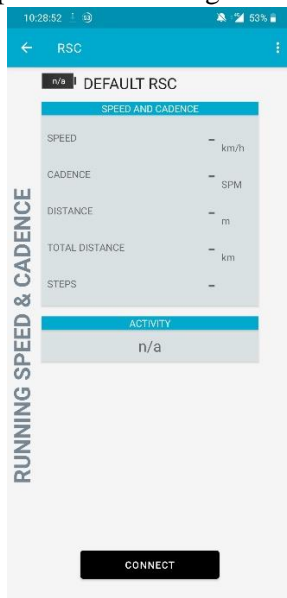 10:28:52
53%
RSC
n/a DEFAULT RSC
SPEED AND CADENCE
SPEED – km/h
CADENCE – SPM
DISTANCE – m
TOTAL DISTANCE – km
STEPS –
ACTIVITY
n/a
RUNNING SPEED & CADENCE
CONNECT